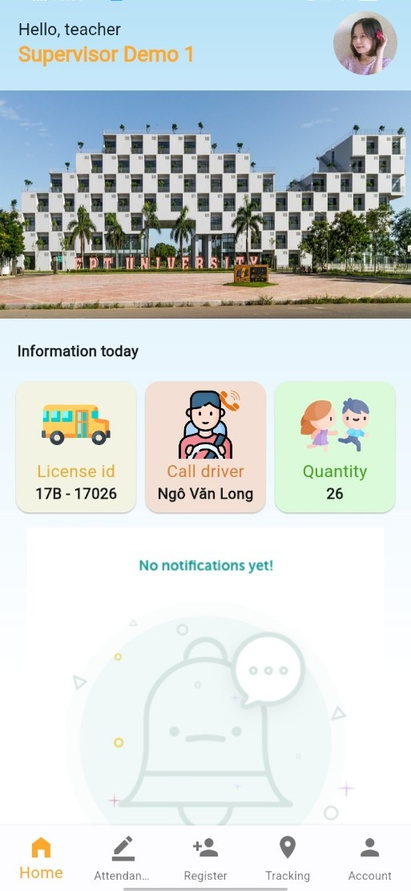 Hello, teacher
Supervisor Demo 1
FPT UNIVERSITY
Information today
License id
17B - 17026
Call driver
Ngô Văn Long
Quantity
26
No notifications yet!
Home
Attendan...
Register
Tracking
Account